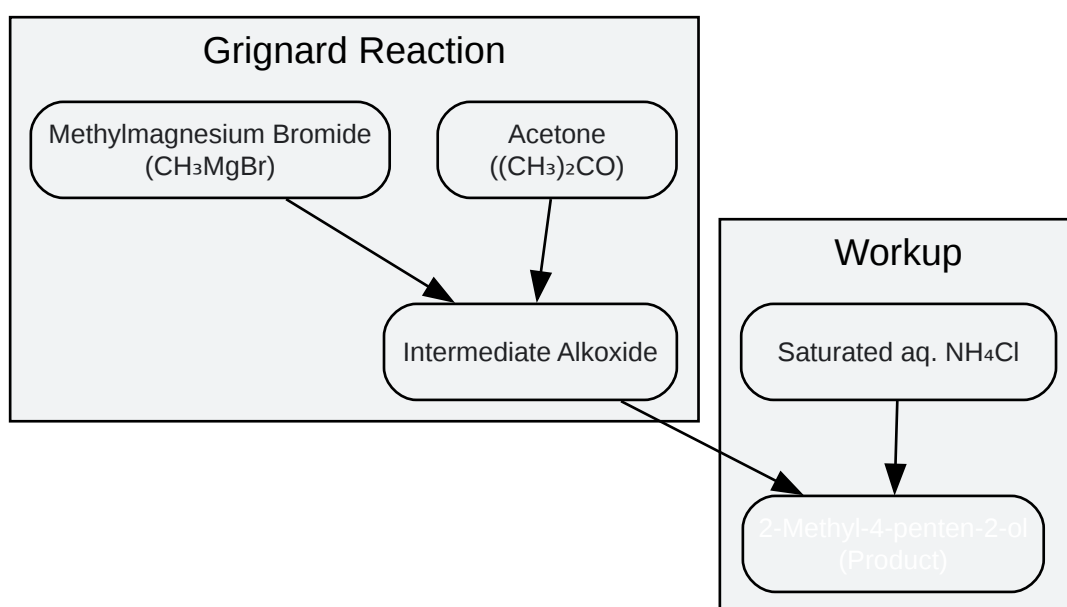 Grignard Reaction
Methylmagnesium Bromide
(CH₃MgBr)
Acetone
((CH₃)₂CO)
Intermediate Alkoxide
Workup
Saturated aq. NH₄Cl
2-Methyl-4-penten-2-ol
(Product)